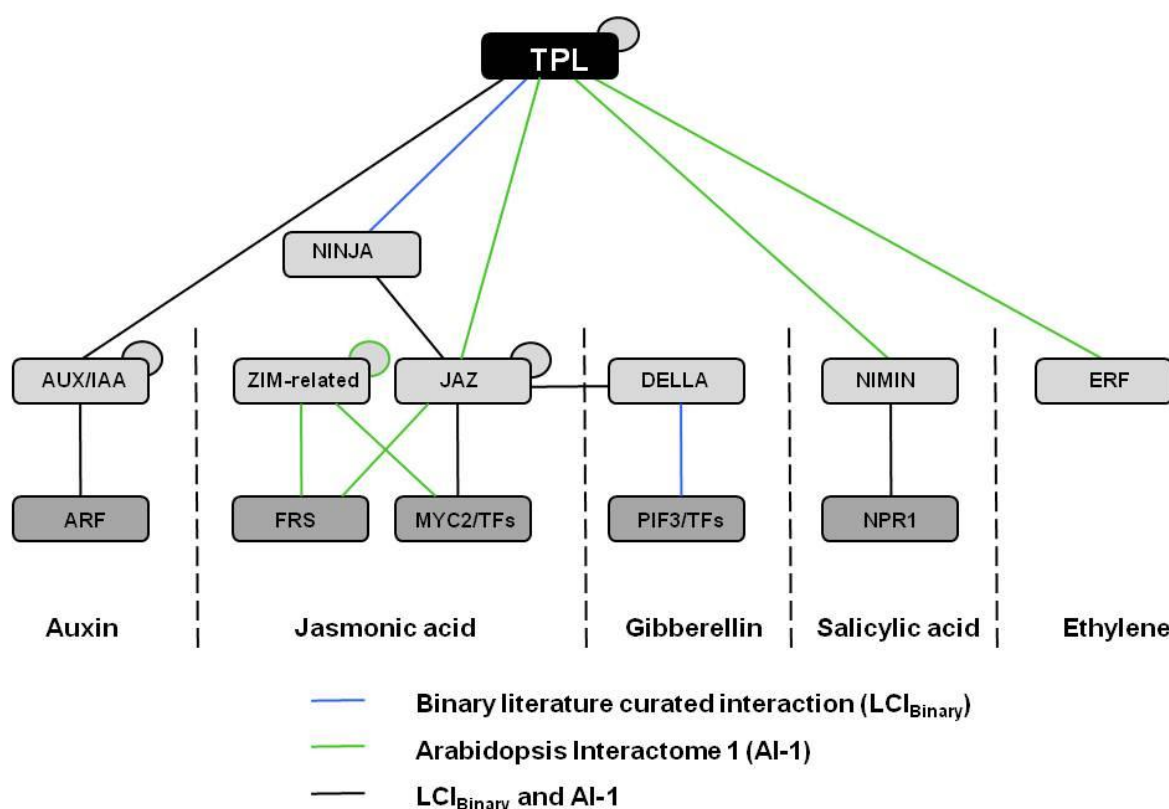 TPL
NINJA
AUX/IAA
ZIM-related
JAZ
DELLA
NIMIN
ERF
ARF
FRS
MYC2/TFs
PIF3/TFs
NPR1
Auxin
Jasmonic acid
Gibberellin
Salicylic acid
Ethylene
Binary literature curated interaction (LCIBinary)
Arabidopsis Interactome 1 (AI-1)
LCIBinary and AI-1